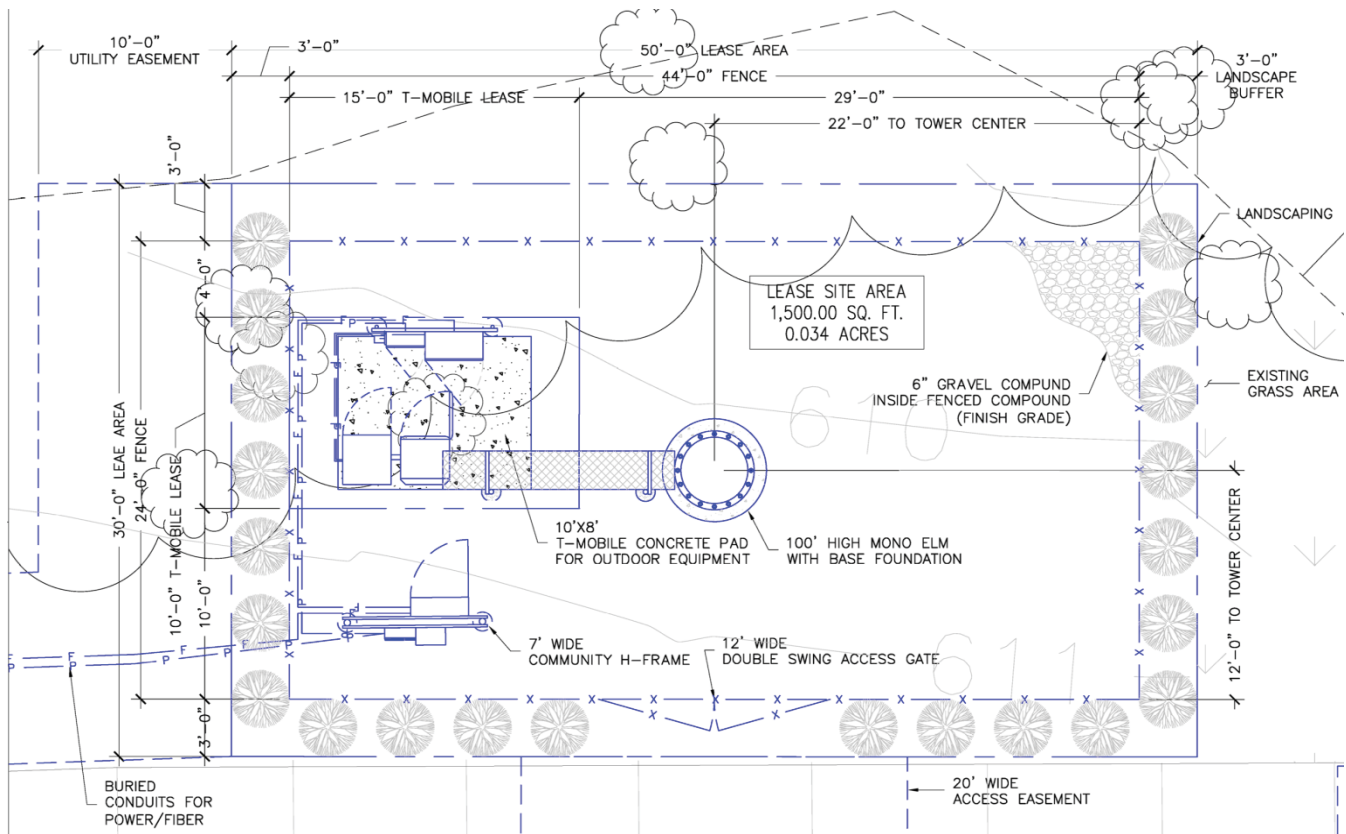 10'-0"
UTILITY EASEMENT
3'-0"
50'-0" LEASE AREA
44'-0" FENCE
3'-0"
LANDSCAPE
BUFFER
15'-0" T-MOBILE LEASE
29'-0"
22'-0" TO TOWER CENTER
3'-0"
LANDSCAPING
LEASE SITE AREA
1,500.00 SQ. FT.
0.034 ACRES
4'-0"
6" GRAVEL COMPUND
INSIDE FENCED COMPOUND
(FINISH GRADE)
EXISTING
GRASS AREA
610
30'-0" LEAE AREA
24'-0" FENCE
10'-0" T-MOBILE LEASE
10'-0"
10'X8'
T-MOBILE CONCRETE PAD
FOR OUTDOOR EQUIPMENT
100' HIGH MONO ELM
WITH BASE FOUNDATION
12'-0" TO TOWER CENTER
7' WIDE
COMMUNITY H-FRAME
12' WIDE
DOUBLE SWING ACCESS GATE
611
3'-0"
BURIED
CONDUITS FOR
POWER/FIBER
20' WIDE
ACCESS EASEMENT